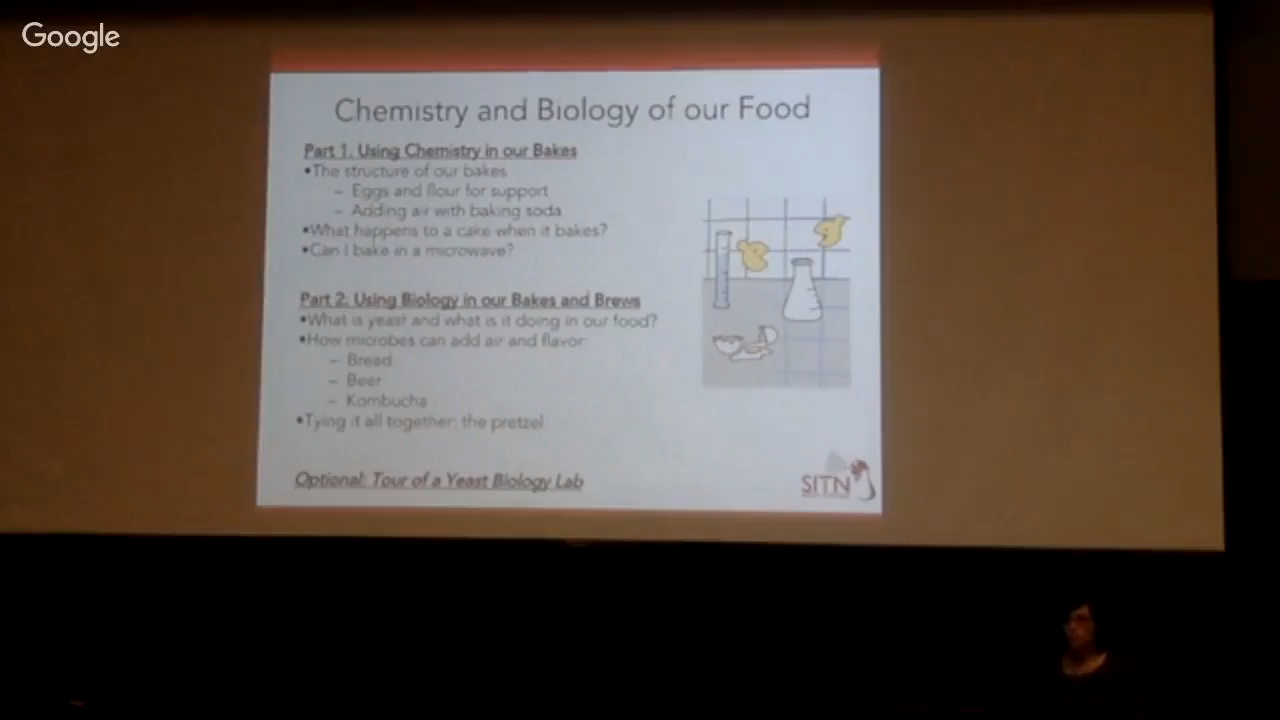 Google
Chemistry and Biology of our Food
Part 1. Using Chemistry in our Bakes
•The structure of our bakes
– Eggs and flour for support
– Adding air with baking soda
•What happens to a cake when it bakes?
•Can I bake in a microwave?
Part 2: Using Biology in our Bakes and Brews
•What is yeast and what is it doing in our food?
•How microbes can add air and flavor:
– Bread
– Beer
– Kombucha
•Tying it all together: the pretzel
Optional: Tour of a Yeast Biology Lab
SITN